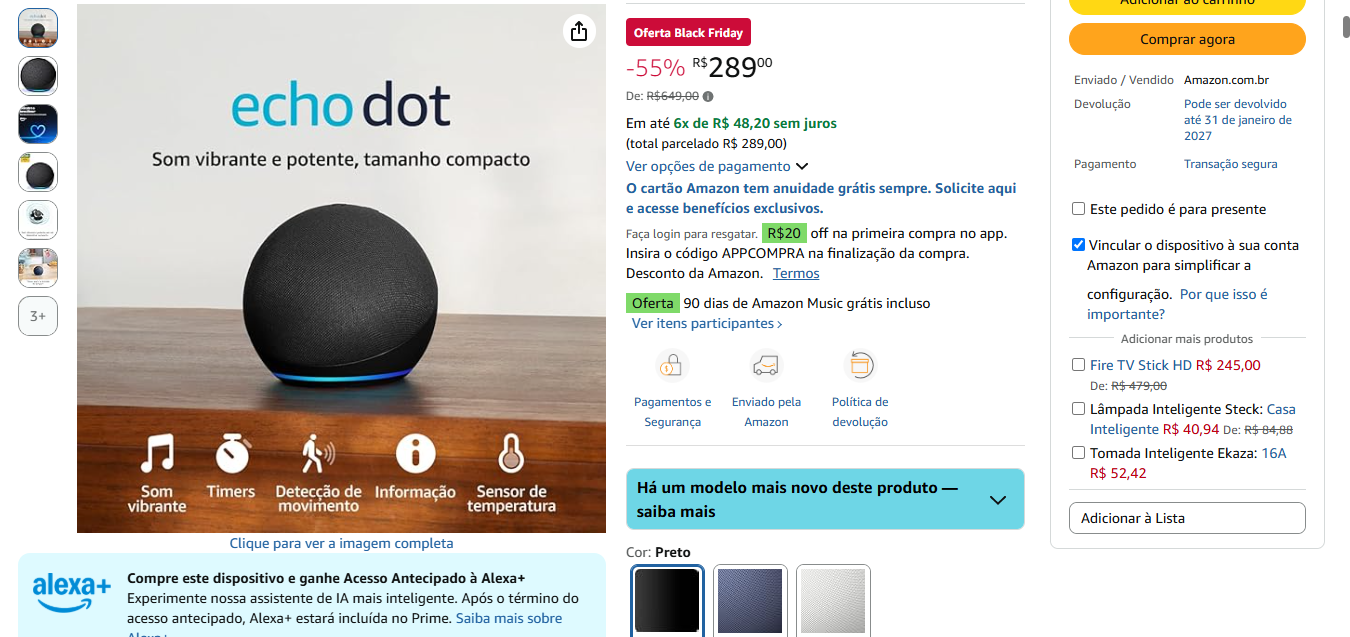 3+
echo dot
Som vibrante e potente, tamanho compacto
Som
vibrante
Timers
Detecção de
movimento
Informação
Sensor de
temperatura
Clique para ver a imagem completa
alexa+
Compre este dispositivo e ganhe Acesso Antecipado à Alexa+
Experimente nossa assistente de IA mais inteligente. Após o término do
acesso antecipado, Alexa+ estará incluída no Prime. Saiba mais sobre
Oferta Black Friday
-55% R$28900
De: R$649,00
Em até 6x de R$ 48,20 sem juros
(total parcelado R$ 289,00)
Ver opções de pagamento
O cartão Amazon tem anuidade grátis sempre. Solicite aqui
e acesse benefícios exclusivos.
Faça login para resgatar. R$20 off na primeira compra no app.
Insira o código APPCOMPRA na finalização da compra.
Desconto da Amazon. Termos
Oferta 90 dias de Amazon Music grátis incluso
Ver itens participantes ›
Pagamentos e
Segurança
Enviado pela
Amazon
Política de
devolução
Há um modelo mais novo deste produto —
saiba mais
Cor: Preto
Adicionar ao carrinho
Comprar agora
Enviado / Vendido Amazon.com.br
Devolução Pode ser devolvido
até 31 de janeiro de
2027
Pagamento Transação segura
Este pedido é para presente
Vincular o dispositivo à sua conta
Amazon para simplificar a
configuração. Por que isso é
importante?
Adicionar mais produtos
Fire TV Stick HD R$ 245,00
De: R$ 479,00
Lâmpada Inteligente Steck: Casa
Inteligente R$ 40,94 De: R$ 84,88
Tomada Inteligente Ekaza: 16A
R$ 52,42
Adicionar à Lista